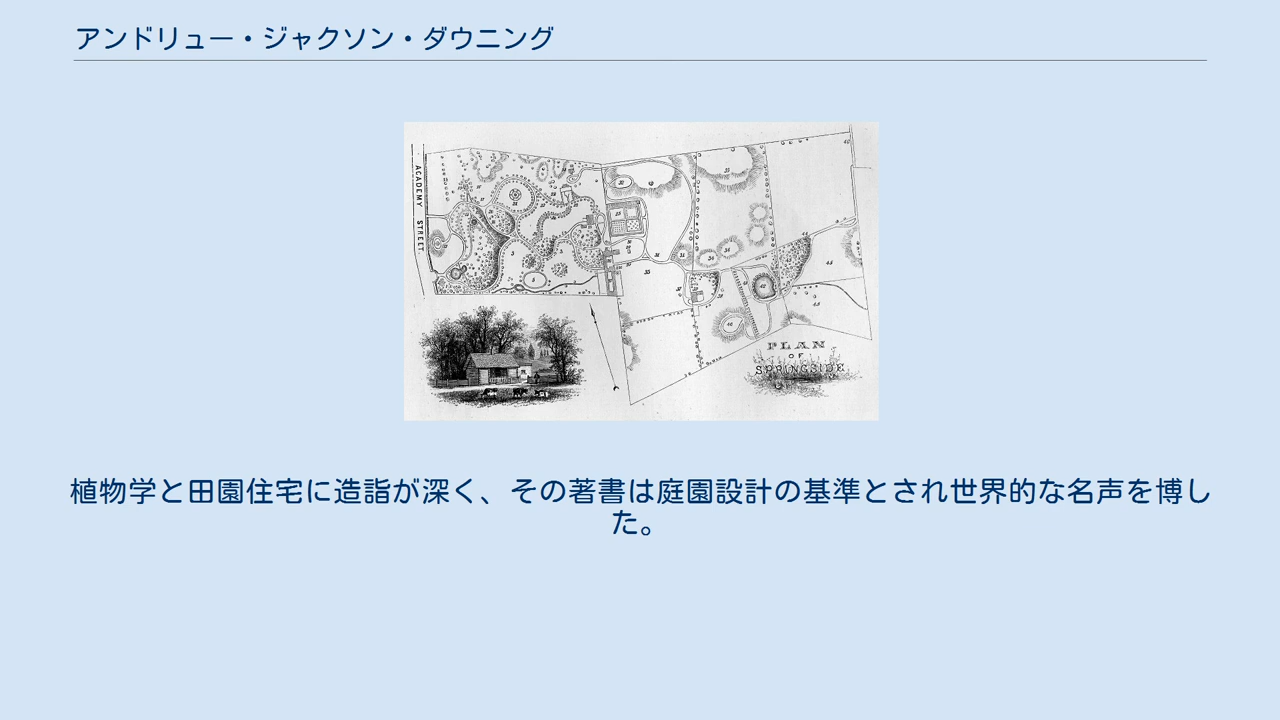 アンドリュー・ジャクソン・ダウニング
ACADEMY STREET
PLAN
OF
SPRINGSIDE
植物学と田園住宅に造詣が深く、その著書は庭園設計の基準とされ世界的な名声を博し
た。